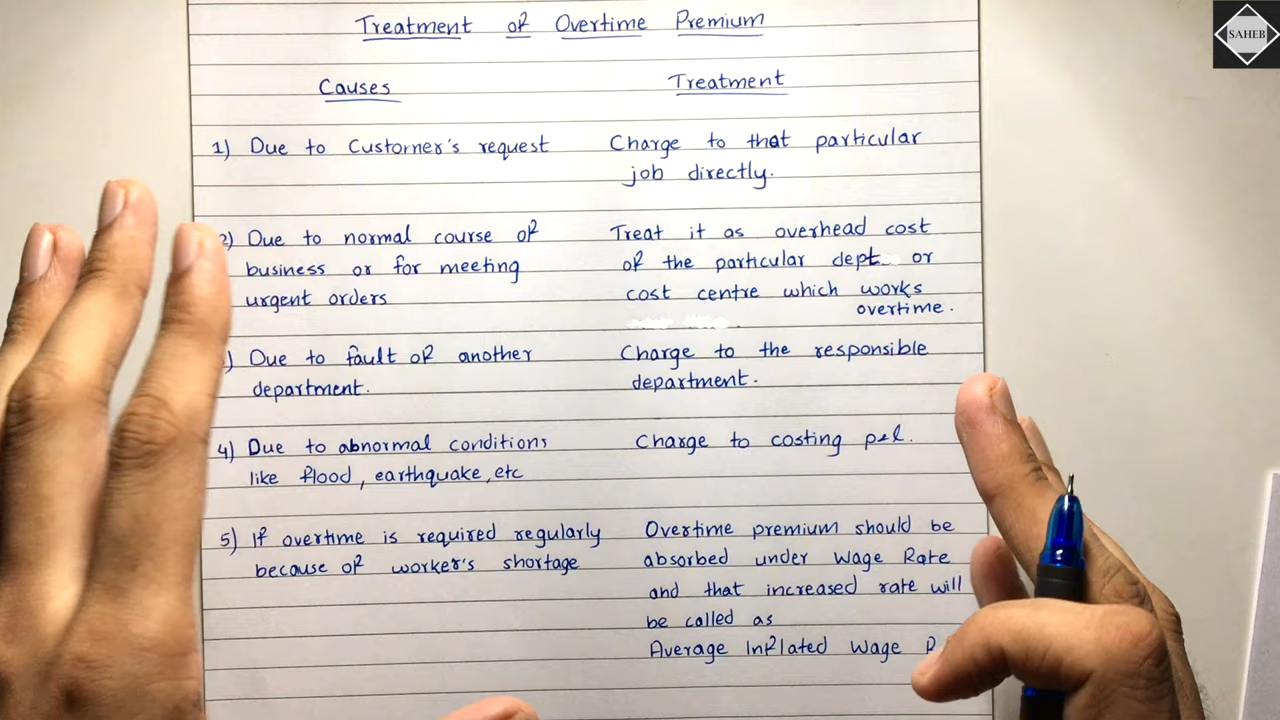 SAHEB
Treatment of Overtime Premium
Causes Treatment
1) Due to Customer's request Charge to that particular
job directly.
2) Due to normal course of Treat it as overhead cost
business or for meeting of the particular dept or
urgent orders cost centre which works
overtime.
) Due to fault of another Charge to the responsible
department. department.
4) Due to abnormal conditions Charge to costing p&l.
like flood, earthquake, etc
5) If overtime is required regularly Overtime premium should be
because of worker's shortage absorbed under Wage Rate
and that increased rate will
be called as
Average Inflated Wage